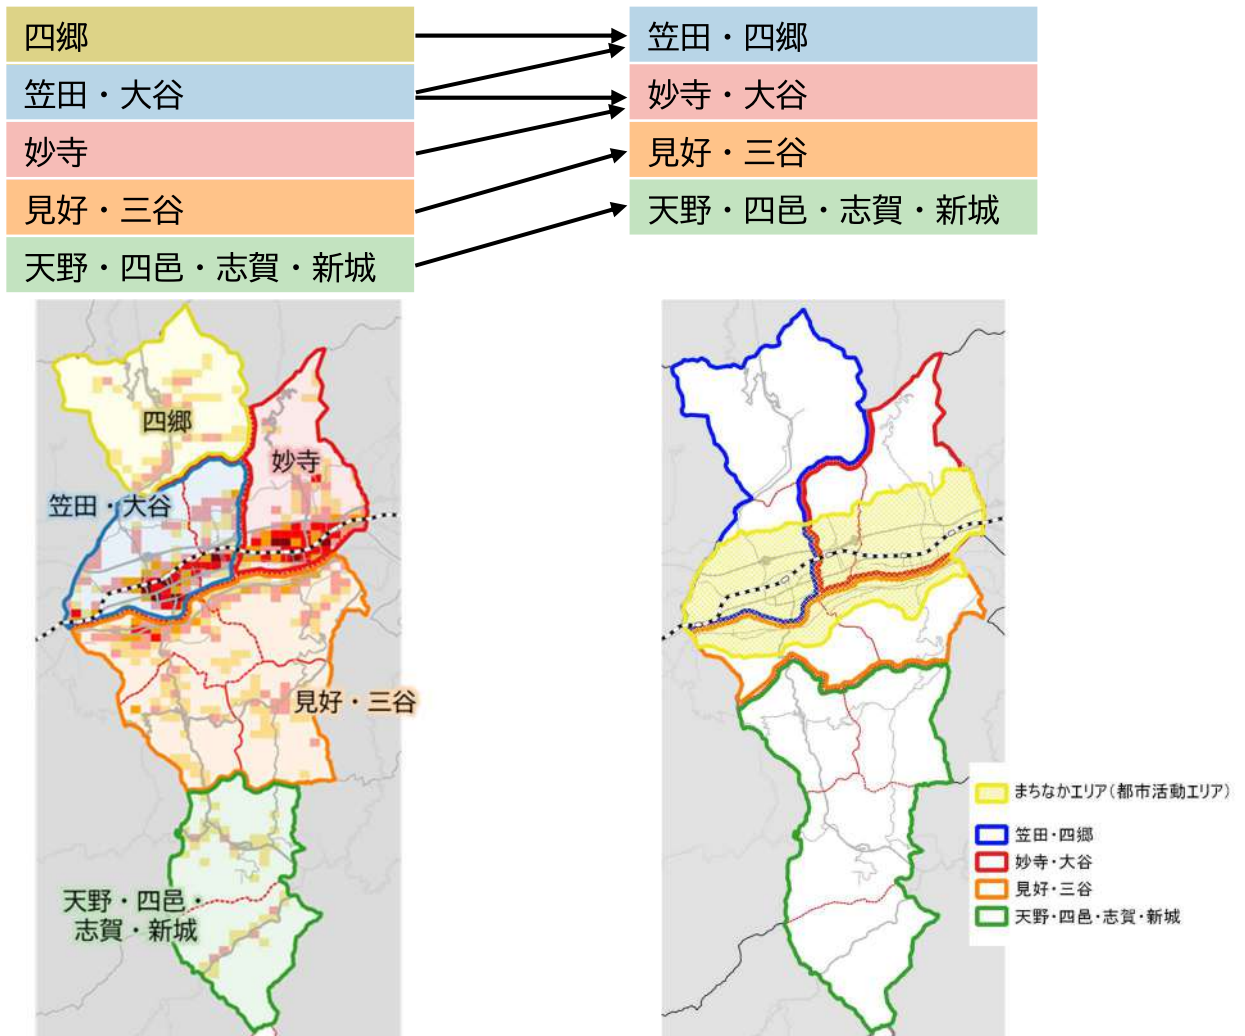 四郷
笠田・大谷
妙寺
見好・三谷
天野・四邑・志賀・新城
笠田・四郷
妙寺・大谷
見好・三谷
天野・四邑・志賀・新城
四郷
妙寺
笠田・大谷
見好・三谷
天野・四邑・
志賀・新城
まちなかエリア（都市活動エリア）
笠田・四郷
妙寺・大谷
見好・三谷
天野・四邑・志賀・新城